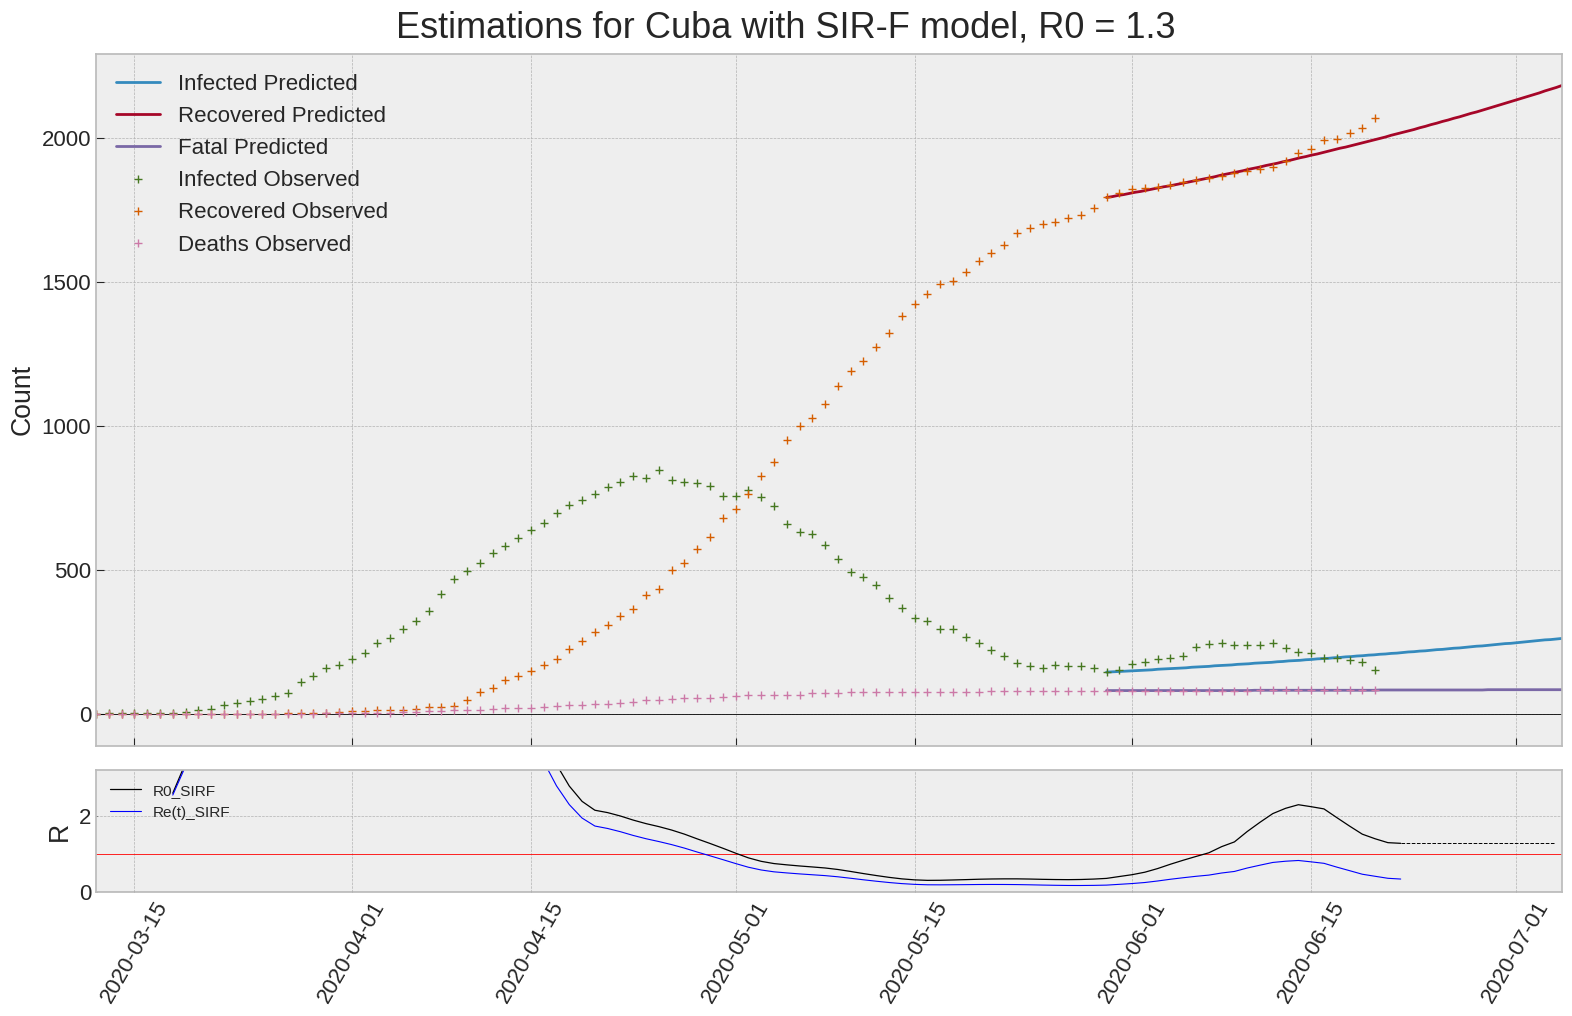 Estimations for Cuba with SIR-F model, R0 = 1.3
Infected Predicted
Recovered Predicted
Fatal Predicted
Infected Observed
Recovered Observed
Deaths Observed
2000
1500
1000
500
0
Count
R0_SIRF
Re(t)_SIRF
2
0
R
2020-03-15
2020-04-01
2020-04-15
2020-05-01
2020-05-15
2020-06-01
2020-06-15
2020-07-01